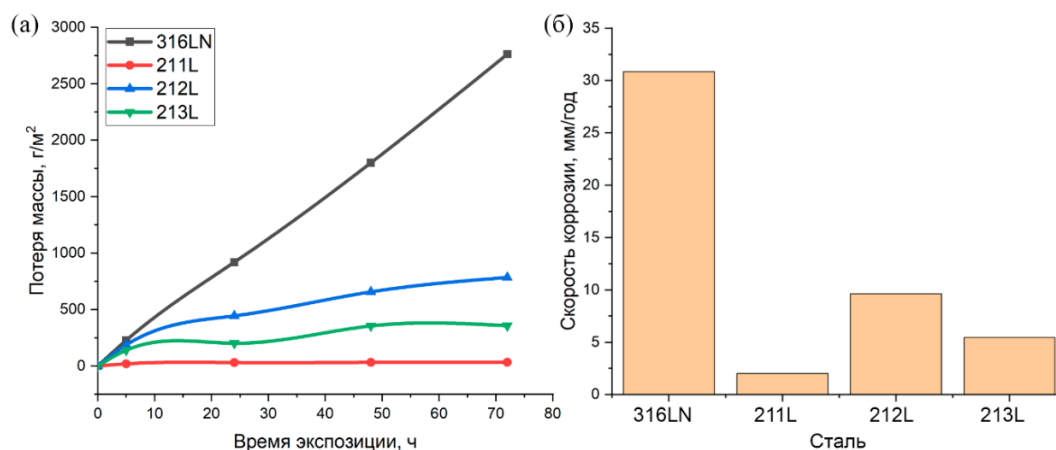 (а)
Потеря массы, г/м²
3000
2500
2000
1500
1000
500
0
316LN
211L
212L
213L
0 10 20 30 40 50 60 70 80
Время экспозиции, ч
(б)
Скорость коррозии, мм/год
35
30
25
20
15
10
5
0
316LN 211L 212L 213L
Сталь